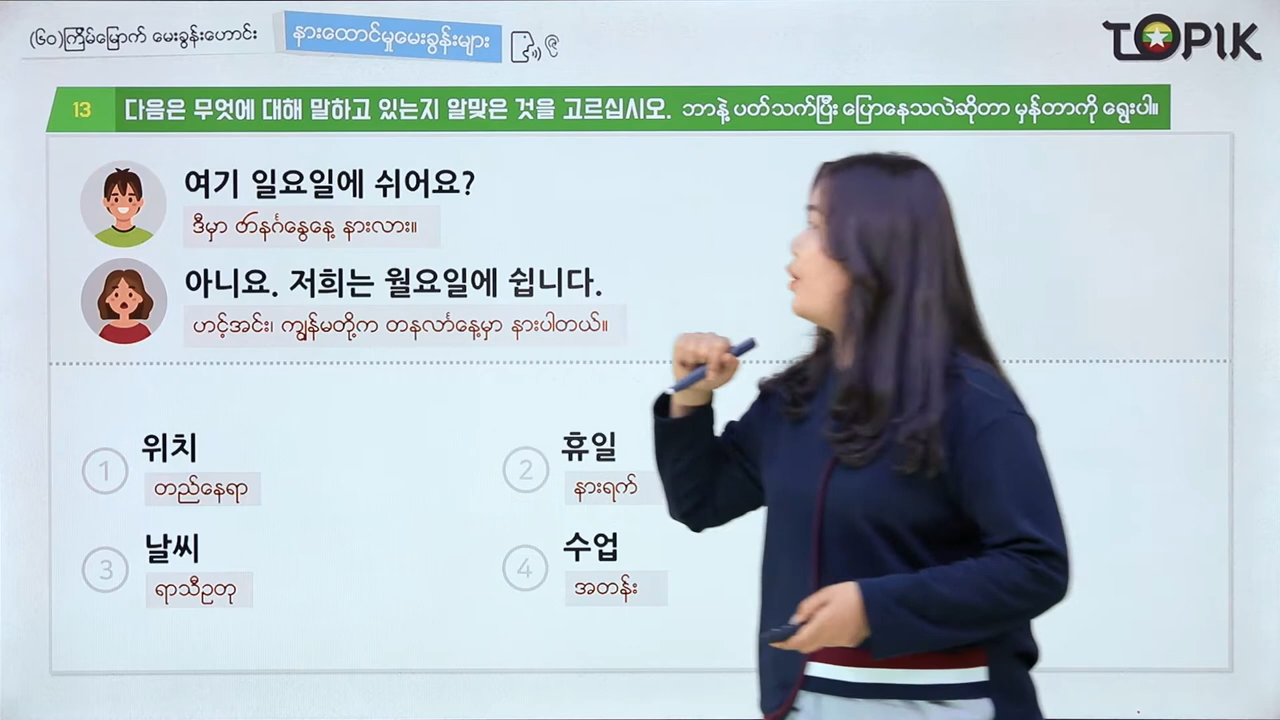 (၆၀)ကြိမ်မြောက် မေးခွန်းဟောင်း
နားထောင်မှုမေးခွန်းများ
TOPIK
13 다음은 무엇에 대해 말하고 있는지 알맞은 것을 고르십시오. ဘာနဲ့ ပတ်သက်ပြီး ပြောနေသလဲဆိုတာ မှန်တာကို ရွေးပါ။
여기 일요일에 쉬어요?
ဒီမှာ တနင်္ဂနွေနေ့ နားလား။
아니요. 저희는 월요일에 쉽니다.
ဟင့်အင်း၊ ကျွန်မတို့က တနင်္လာနေ့မှာ နားပါတယ်။
1 위치
တည်နေရာ
2 휴일
နားရက်
3 날씨
ရာသီဥတု
4 수업
အတန်း